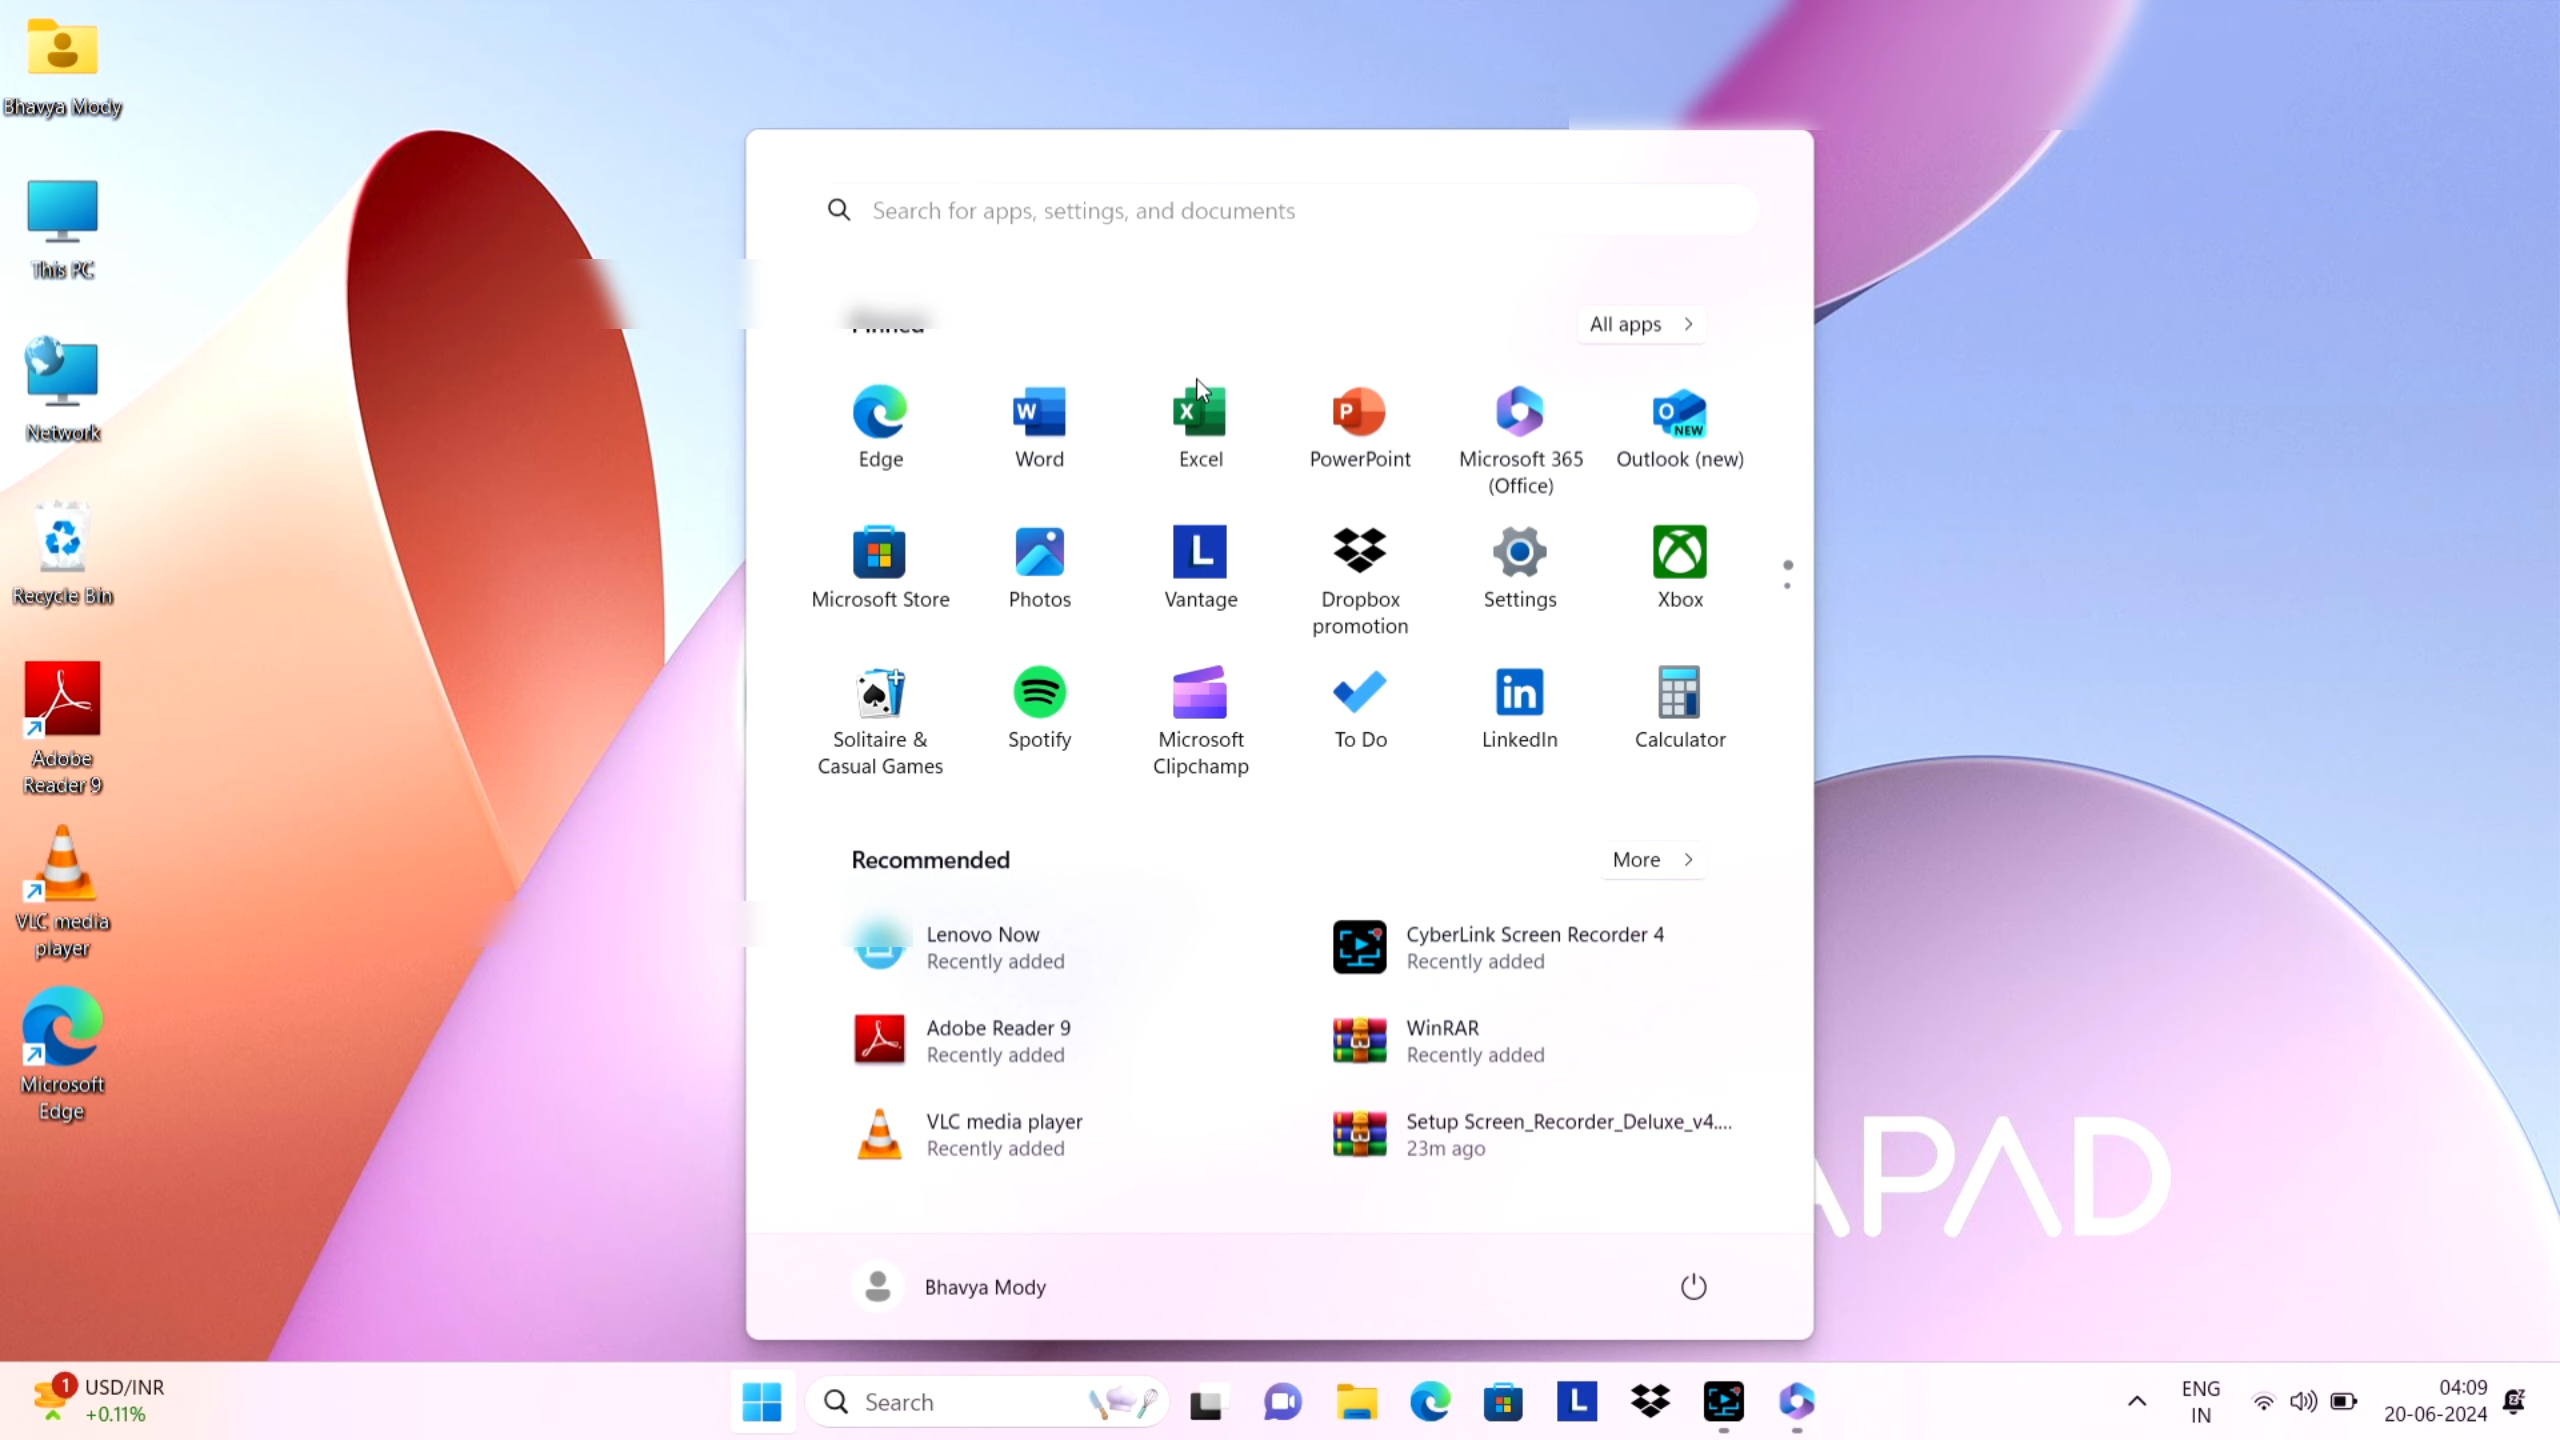 Bhavya Mody
This PC
Network
Recycle Bin
Adobe
Reader 9
VLC media
player
Microsoft
Edge
Search for apps, settings, and documents
Pinned
All apps
Edge
Word
Excel
PowerPoint
Microsoft 365
(Office)
Outlook (new)
NEW
Microsoft Store
Photos
Vantage
Dropbox
promotion
Settings
Xbox
Solitaire &
Casual Games
Spotify
Microsoft
Clipchamp
To Do
LinkedIn
Calculator
Recommended
More
Lenovo Now
Recently added
CyberLink Screen Recorder 4
Recently added
Adobe Reader 9
Recently added
WinRAR
Recently added
VLC media player
Recently added
Setup Screen_Recorder_Deluxe_v4....
23m ago
APAD
Bhavya Mody
1
USD/INR
+0.11%
Search
ENG
IN
04:09
20-06-2024